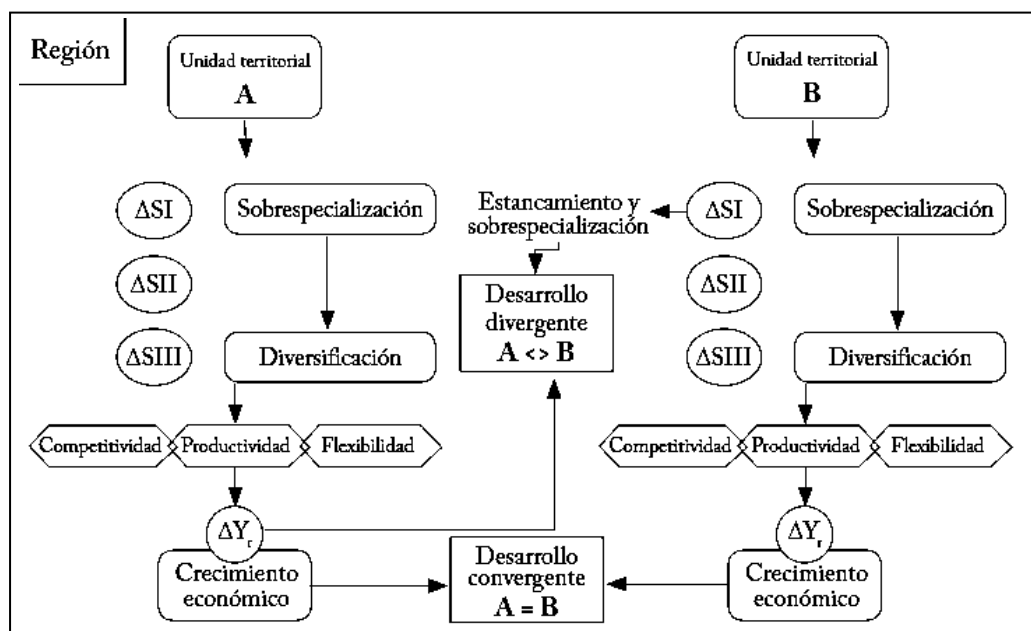 Región
Unidad territorial
A
Unidad territorial
B
ΔSI
Sobrespecialización
Estancamiento y
sobrespecialización
ΔSI
Sobrespecialización
ΔSII
ΔSII
Desarrollo
divergente
A <> B
ΔSIII
Diversificación
ΔSIII
Diversificación
Competitividad
Productividad
Flexibilidad
Competitividad
Productividad
Flexibilidad
ΔYr
Crecimiento
económico
Desarrollo
convergente
A = B
ΔYr
Crecimiento
económico